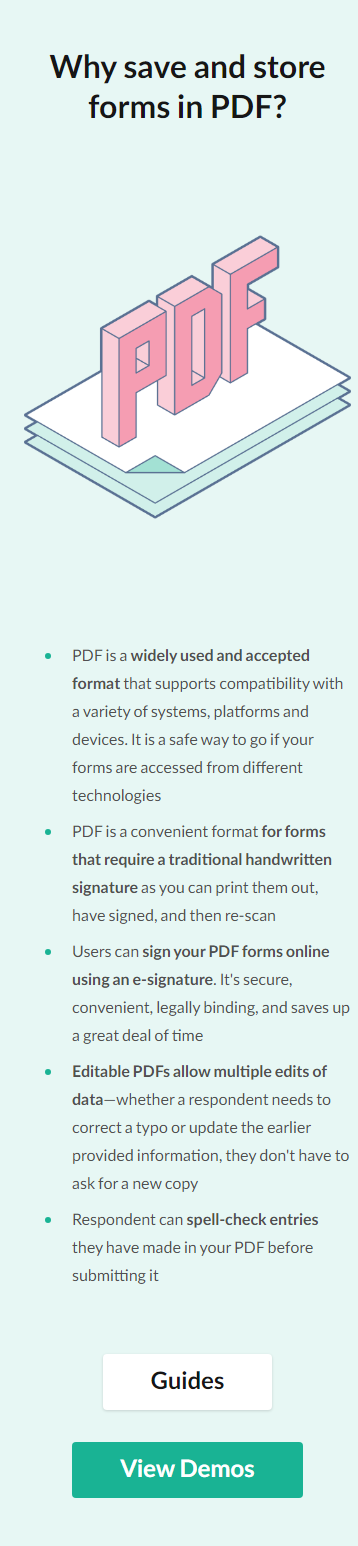 Why save and store
forms in PDF?
PDF
PDF is a widely used and accepted
format that supports compatibility with
a variety of systems, platforms and
devices. It is a safe way to go if your
forms are accessed from different
technologies
PDF is a convenient format for forms
that require a traditional handwritten
signature as you can print them out,
have signed, and then re-scan
Users can sign your PDF forms online
using an e-signature. It's secure,
convenient, legally binding, and saves up
a great deal of time
Editable PDFs allow multiple edits of
data—whether a respondent needs to
correct a typo or update the earlier
provided information, they don't have to
ask for a new copy
Respondent can spell-check entries
they have made in your PDF before
submitting it
Guides
View Demos